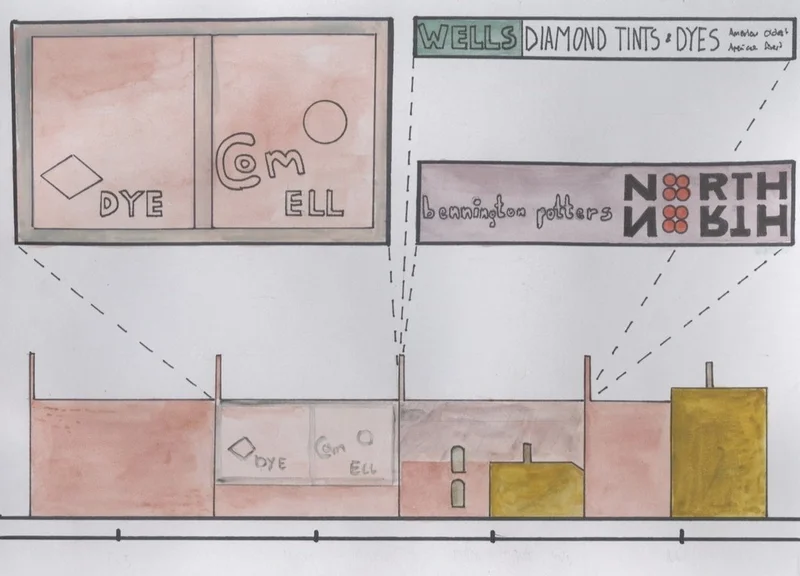 WELLS DIAMOND TINTS & DYES
Com
DYE
ELL
bennington potters NORTH
NORTH
Com
DYE
ELL